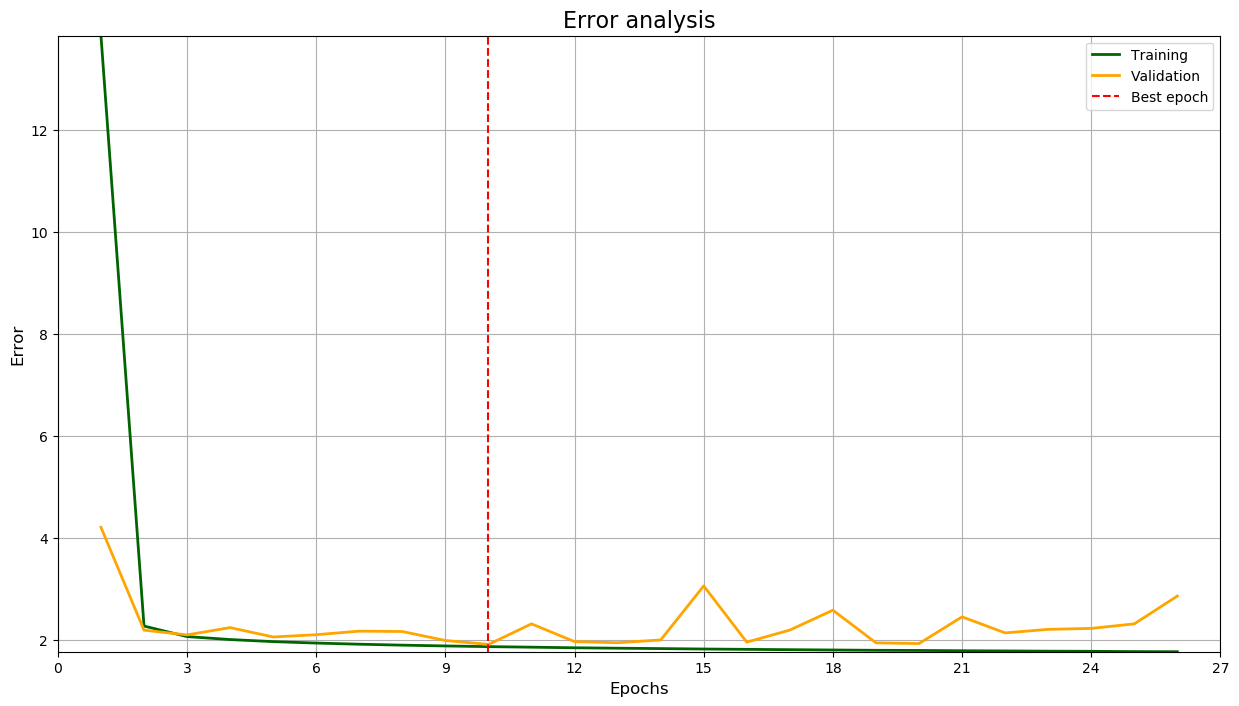 Error analysis
Training
Validation
Best epoch
12
10
8
6
4
2
Error
0 3 6 9 12 15 18 21 24 27
Epochs